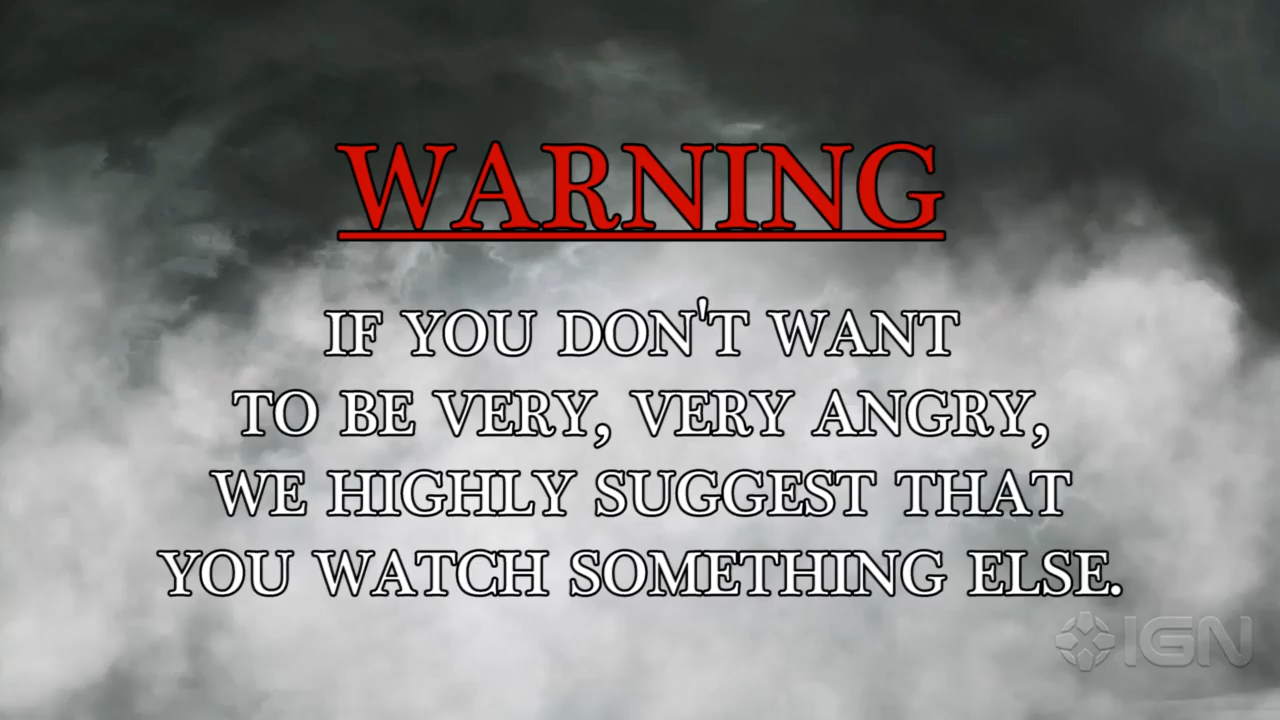 WARNING
IF YOU DON'T WANT
TO BE VERY, VERY ANGRY,
WE HIGHLY SUGGEST THAT
YOU WATCH SOMETHING ELSE.
IGN